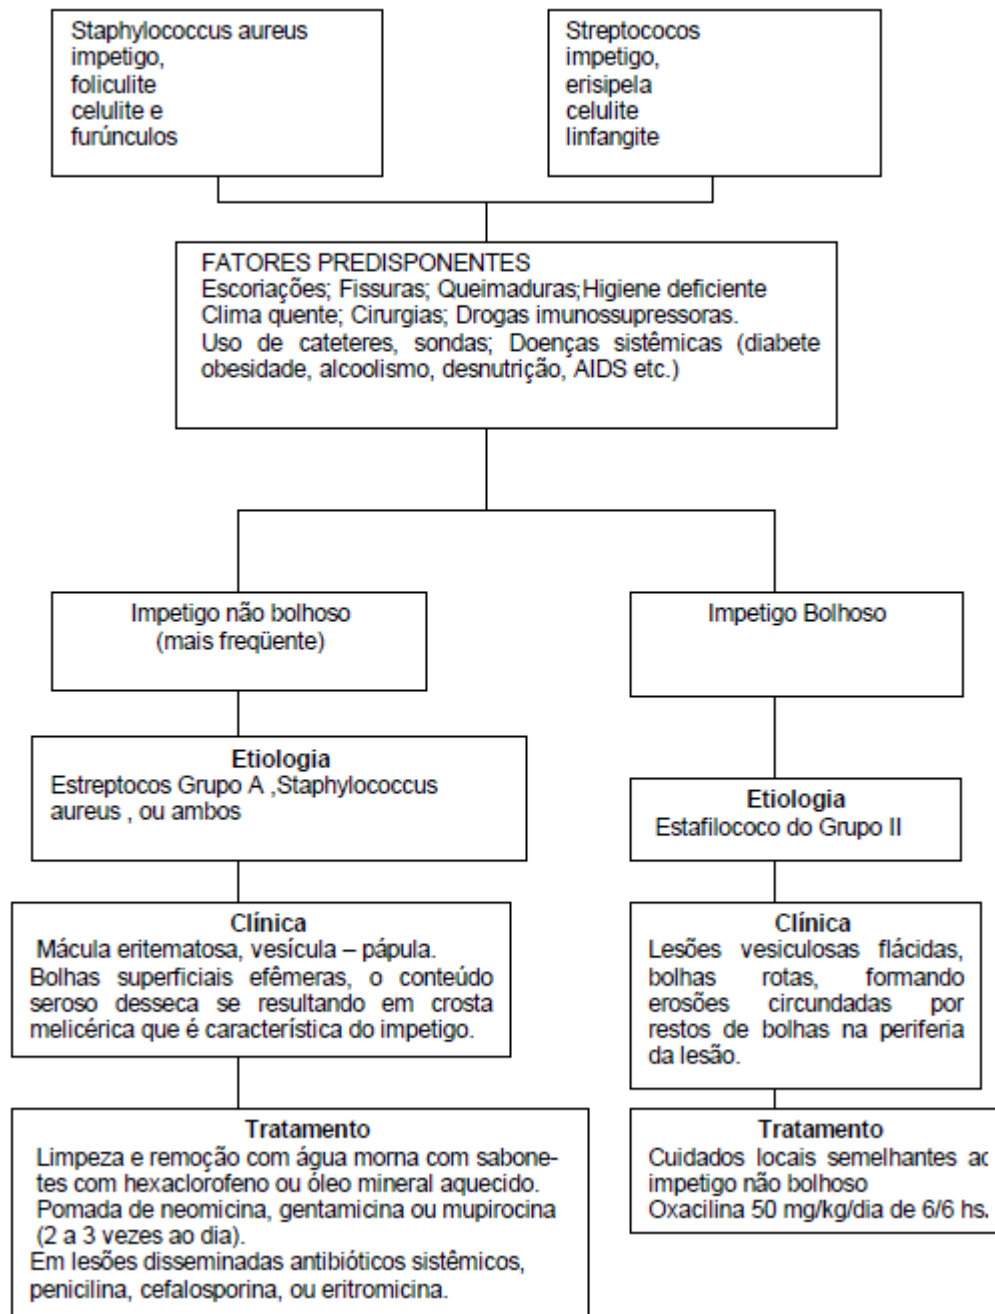 Staphylococcus aureus
impetigo,
foliculite
celulite e
furúnculos
Streptococos
impetigo,
erisipela
celulite
linfangite
FATORES PREDISPONENTES
Escoriações; Fissuras; Queimaduras;Higiene deficiente
Clima quente; Cirurgias; Drogas imunossupressoras.
Uso de cateteres, sondas; Doenças sistêmicas (diabete
obesidade, alcoolismo, desnutrição, AIDS etc.)
Impetigo não bolhoso
(mais freqüente)
Etiologia
Estreptocos Grupo A ,Staphylococcus
aureus , ou ambos
Clínica
Mácula eritematosa, vesícula – pápula.
Bolhas superficiais efêmeras, o conteúdo
seroso desseca se resultando em crosta
melicérica que é característica do impetigo.
Tratamento
Limpeza e remoção com água morna com sabone-
tes com hexaclorofeno ou óleo mineral aquecido.
Pomada de neomicina, gentamicina ou mupirocina
(2 a 3 vezes ao dia).
Em lesões disseminadas antibióticos sistêmicos,
penicilina, cefalosporina, ou eritromicina.
Impetigo Bolhoso
Etiologia
Estafilococo do Grupo II
Clínica
Lesões vesiculosas flácidas,
bolhas rotas, formando
erosões circundadas por
restos de bolhas na periferia
da lesão.
Tratamento
Cuidados locais semelhantes
impetigo não bolhoso
Oxacilina 50 mg/kg/dia de 6/6 hs.